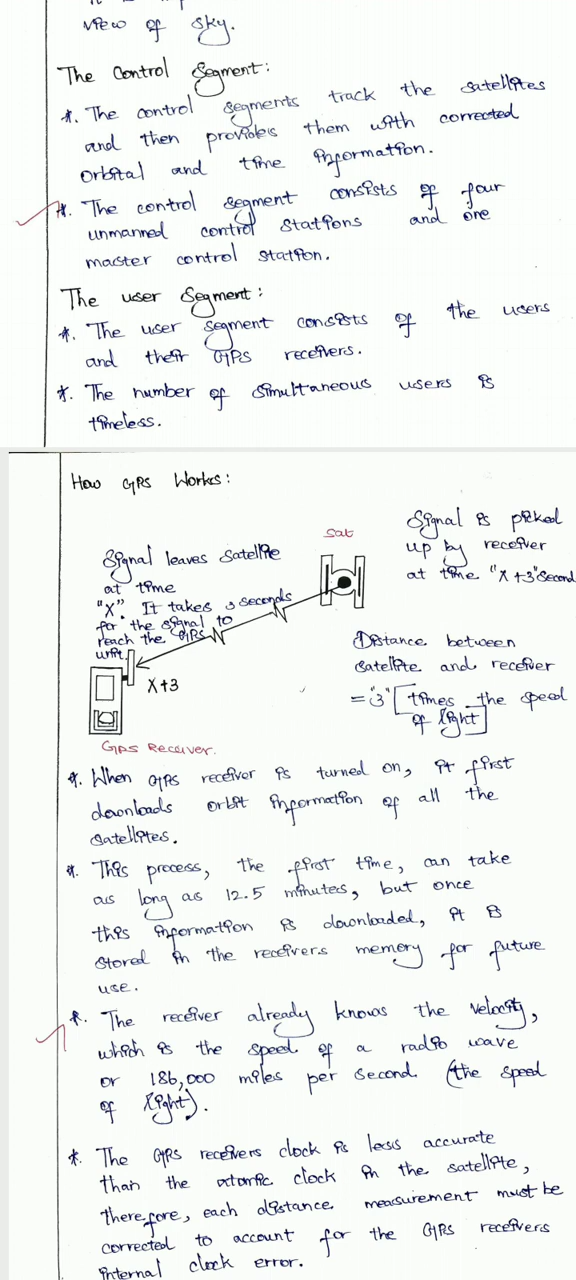 view of sky.
The Control Segment:
*. The control segments track the satellites
and then provides them with corrected
orbital and time information.
*. The control segment consists of four
unmanned control stations and one
master control station.
The user segment:
*. The user segment consists of the users
and their GPS receivers.
*. The number of simultaneous users is
timeless.
How GPS Works:
Signal leaves satellite
at time
"X". It takes 3 seconds
for the signal to
reach the GPS
unit.
Sat
Signal is picked
up by receiver
at time "X+3" second
Distance between
satellite and receiver
= "3" [times the speed
of light]
X+3
GPS Receiver.
*. When GPS receiver is turned on, it first
downloads orbit information of all the
satellites.
*. This process, the first time, can take
as long as 12.5 minutes, but once
this information is downloaded, it is
stored in the receivers memory for future
use.
*. The receiver already knows the velocity,
which is the speed of a radio wave
or 186,000 miles per second (the speed
of light).
*. The GPS receivers clock is less accurate
than the atomic clock in the satellite,
therefore, each distance measurement must be
corrected to account for the GPS receivers
internal clock error.